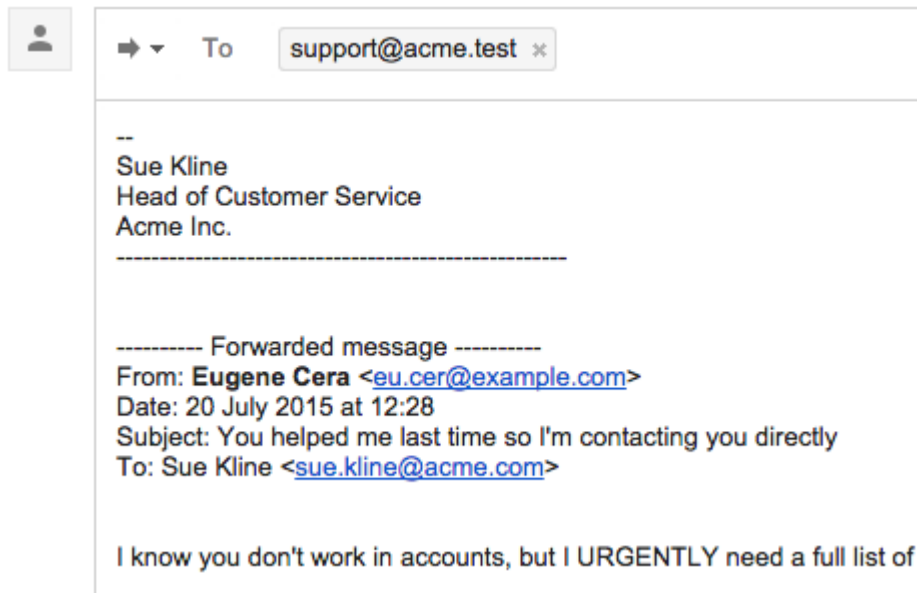 To support@acme.test ×
--
Sue Kline
Head of Customer Service
Acme Inc.
----------------------------------------------------
---------- Forwarded message ----------
From: Eugene Cera <eu.cer@example.com>
Date: 20 July 2015 at 12:28
Subject: You helped me last time so I'm contacting you directly
To: Sue Kline <sue.kline@acme.com>
I know you don't work in accounts, but I URGENTLY need a full list of